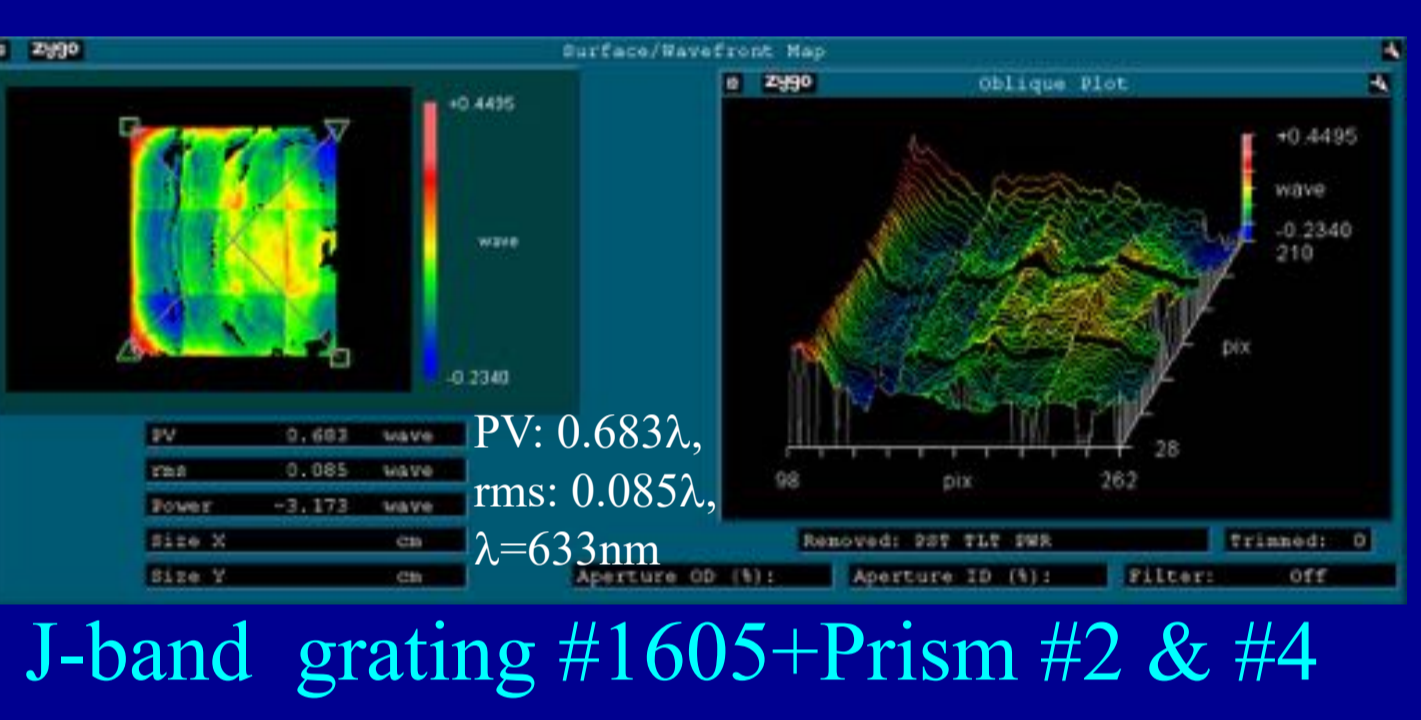 zygo
Surface/Wavefront Map
+0.4495
wave
-0.2340
zygo
Oblique Plot
+0.4495
wave
-0.2340
210
pix
28
98
pix
262
PV 0.683 wave
rms 0.085 wave
Power -3.173 wave
Size X cm
Size Y cm
PV: 0.683λ,
rms: 0.085λ,
λ=633nm
Removed: PST TLT PWR
Trimmed: 0
Aperture OD (%):
Aperture ID (%):
Filter: Off
J-band grating #1605+Prism #2 & #4